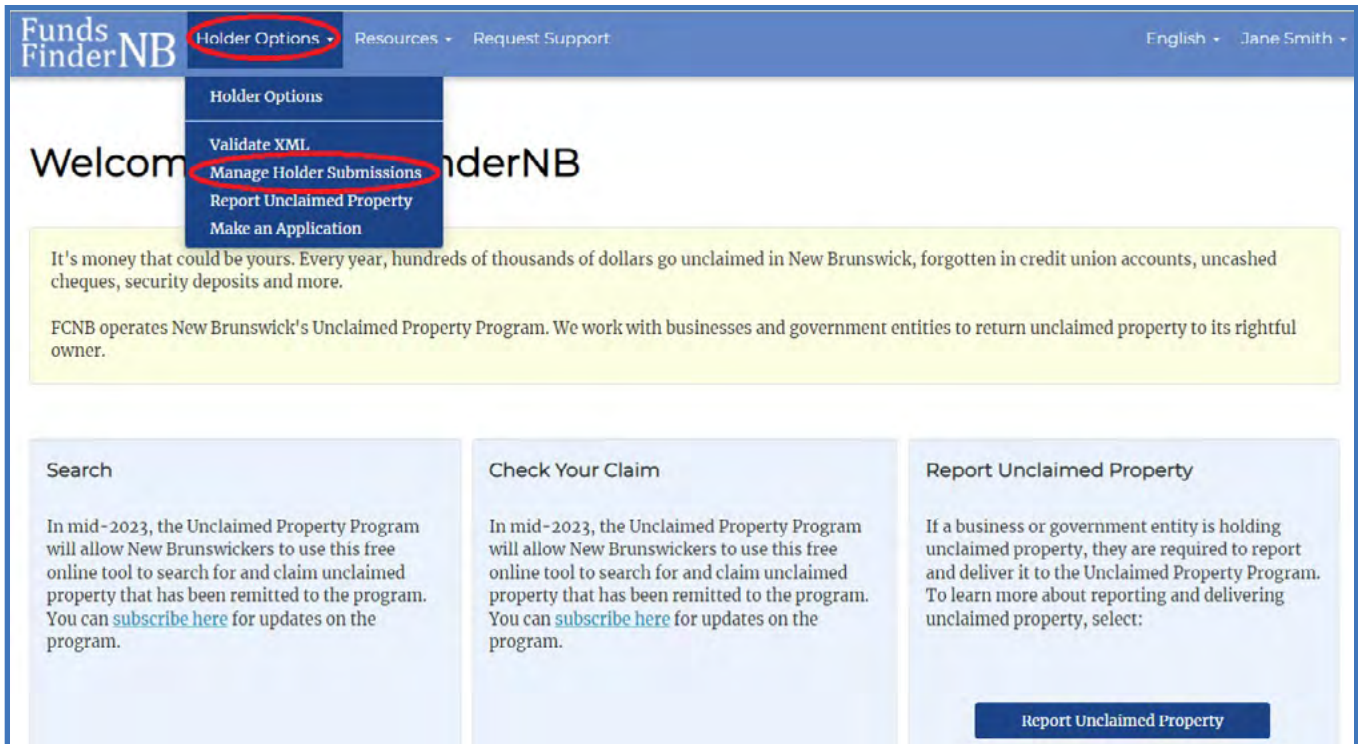 Funds
FinderNB
Holder Options Resources Request Support English Jane Smith
Holder Options
Validate XML
Manage Holder Submissions
Report Unclaimed Property
Make an Application
Welcom nderNB
It's money that could be yours. Every year, hundreds of thousands of dollars go unclaimed in New Brunswick, forgotten in credit union accounts, uncashed
cheques, security deposits and more.
FCNB operates New Brunswick's Unclaimed Property Program. We work with businesses and government entities to return unclaimed property to its rightful
owner.
Search
In mid-2023, the Unclaimed Property Program
will allow New Brunswickers to use this free
online tool to search for and claim unclaimed
property that has been remitted to the program.
You can subscribe here for updates on the
program.
Check Your Claim
In mid-2023, the Unclaimed Property Program
will allow New Brunswickers to use this free
online tool to search for and claim unclaimed
property that has been remitted to the program.
You can subscribe here for updates on the
program.
Report Unclaimed Property
If a business or government entity is holding
unclaimed property, they are required to report
and deliver it to the Unclaimed Property Program.
To learn more about reporting and delivering
unclaimed property, select:
Report Unclaimed Property